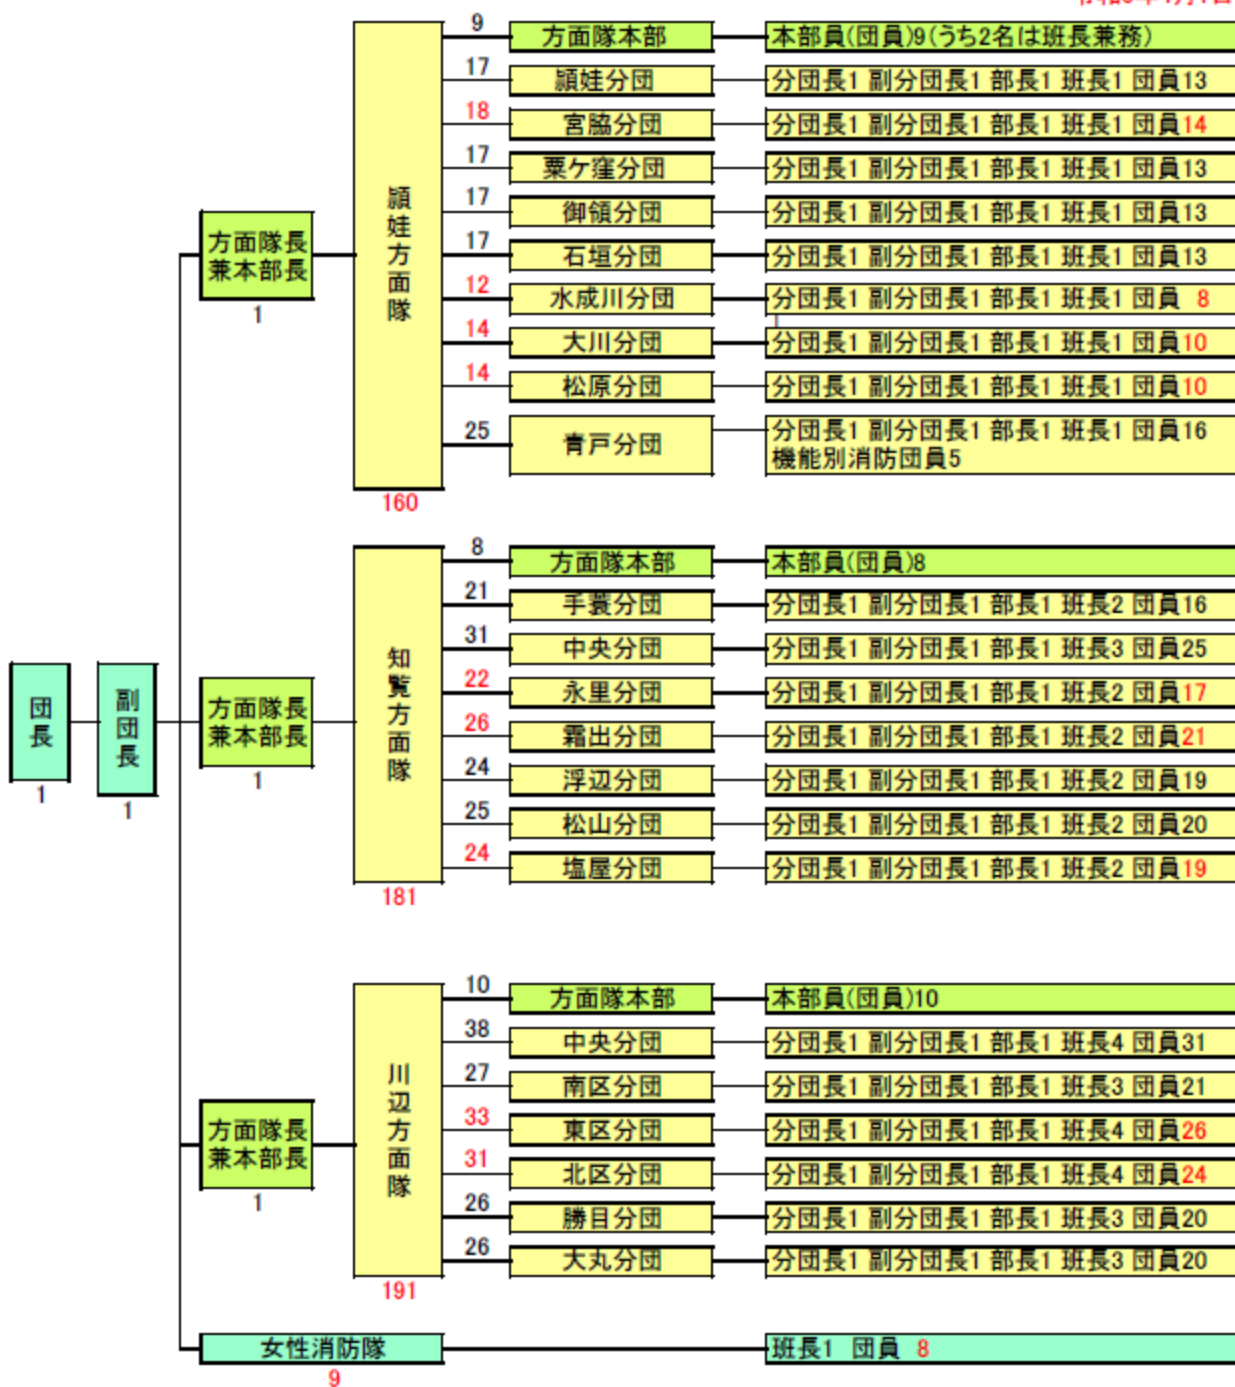 9 方面隊本部 本部員(団員)9(うち2名は班長兼務)
17 頴娃分団 分団長1 副分団長1 部長1 班長1 団員13
18 宮脇分団 分団長1 副分団長1 部長1 班長1 団員14
17 粟ケ窪分団 分団長1 副分団長1 部長1 班長1 団員13
17 御領分団 分団長1 副分団長1 部長1 班長1 団員13
17 石垣分団 分団長1 副分団長1 部長1 班長1 団員13
12 水成川分団 分団長1 副分団長1 部長1 班長1 団員 8
14 大川分団 分団長1 副分団長1 部長1 班長1 団員10
14 松原分団 分団長1 副分団長1 部長1 班長1 団員10
25 青戸分団 分団長1 副分団長1 部長1 班長1 団員16
機能別消防団員5
頴娃方面隊
160
方面隊長
兼本部長
1
8 方面隊本部 本部員(団員)8
21 手蓑分団 分団長1 副分団長1 部長1 班長2 団員16
31 中央分団 分団長1 副分団長1 部長1 班長3 団員25
22 永里分団 分団長1 副分団長1 部長1 班長2 団員17
26 霜出分団 分団長1 副分団長1 部長1 班長2 団員21
24 浮辺分団 分団長1 副分団長1 部長1 班長2 団員19
25 松山分団 分団長1 副分団長1 部長1 班長2 団員20
24 塩屋分団 分団長1 副分団長1 部長1 班長2 団員19
知覧方面隊
181
団長
1
副団長
1
方面隊長
兼本部長
1
10 方面隊本部 本部員(団員)10
38 中央分団 分団長1 副分団長1 部長1 班長4 団員31
27 南区分団 分団長1 副分団長1 部長1 班長3 団員21
33 東区分団 分団長1 副分団長1 部長1 班長4 団員26
31 北区分団 分団長1 副分団長1 部長1 班長4 団員24
26 勝目分団 分団長1 副分団長1 部長1 班長3 団員20
26 大丸分団 分団長1 副分団長1 部長1 班長3 団員20
川辺方面隊
191
方面隊長
兼本部長
1
女性消防隊 班長1 団員 8
9